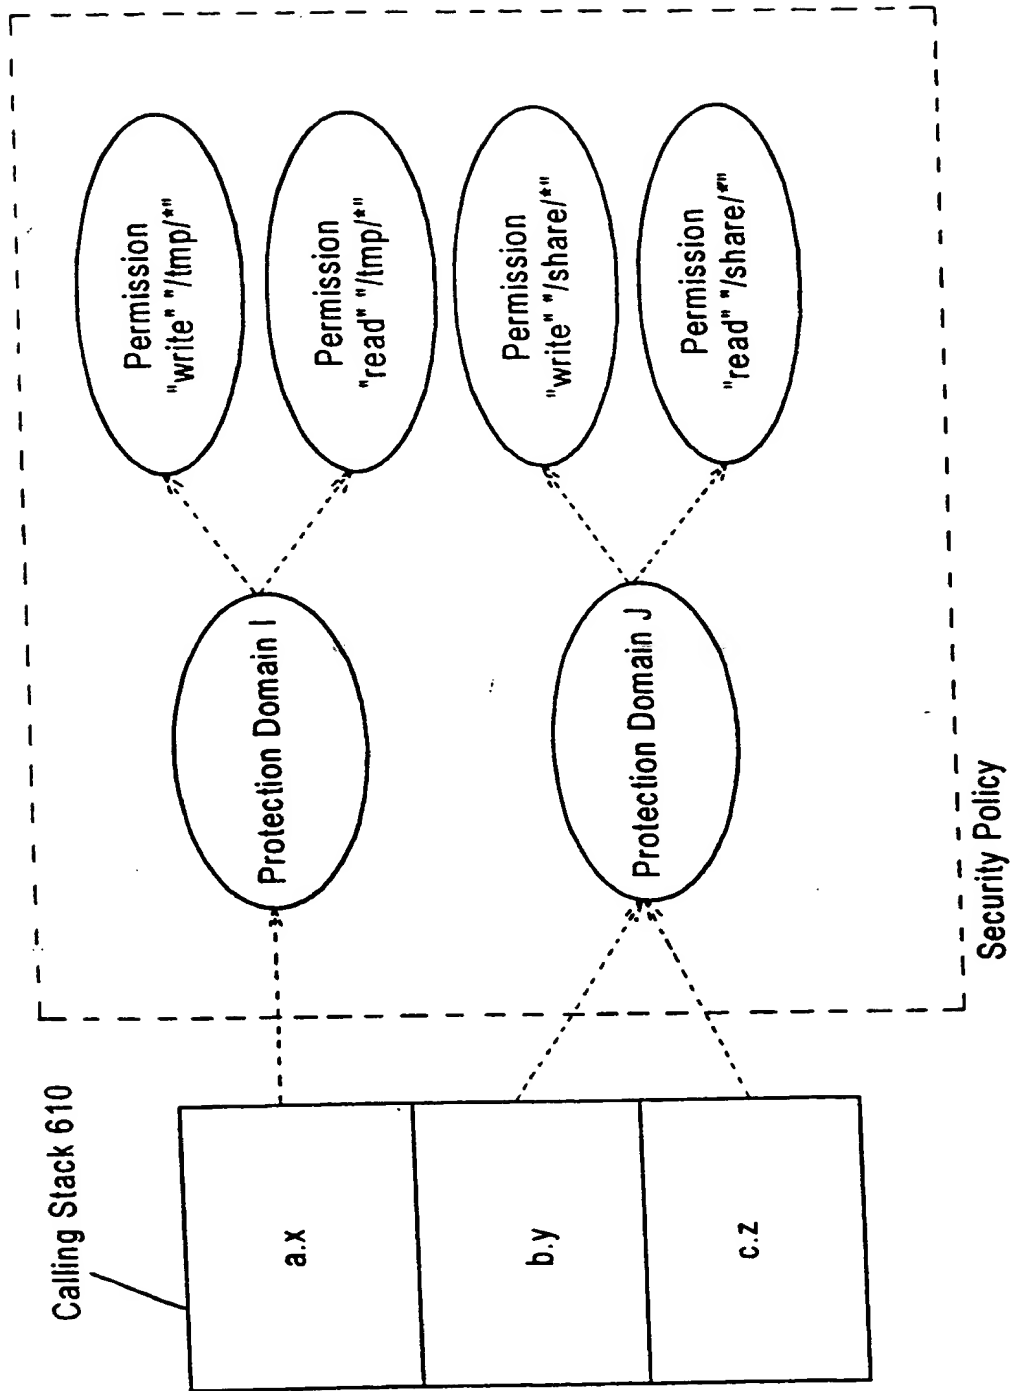 Calling Stack 610
a.x
b.y
c.z
Protection Domain I
Protection Domain J
Permission
"write" "/tmp/*"
Permission
"read" "/tmp/*"
Permission
"write" "/share/*"
Permission
"read" "/share/*"
Security Policy